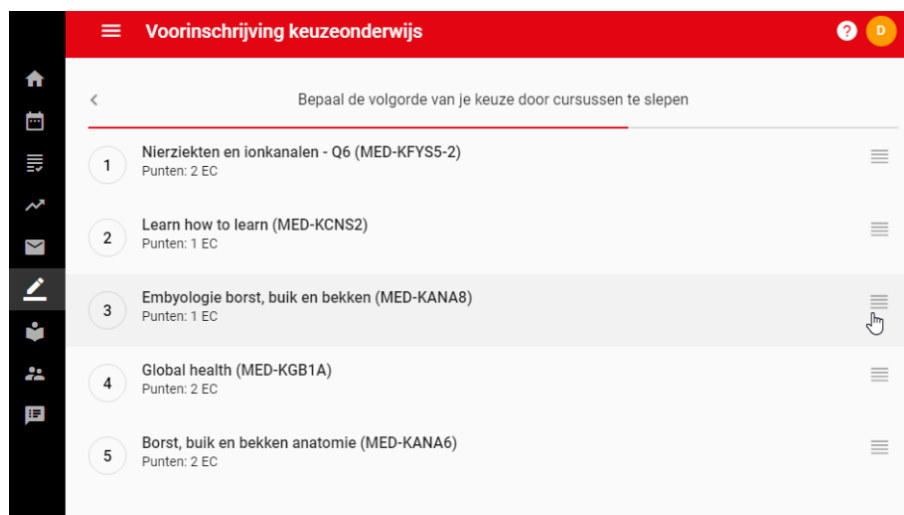 Voorinschrijving keuzeonderwijs
?
D
Bepaal de volgorde van je keuze door cursussen te slepen
1
Nierziekten en ionkanalen - Q6 (MED-KFYS5-2)
Punten: 2 EC
2
Learn how to learn (MED-KCNS2)
Punten: 1 EC
3
Embyologie borst, buik en bekken (MED-KANA8)
Punten: 1 EC
4
Global health (MED-KGB1A)
Punten: 2 EC
5
Borst, buik en bekken anatomie (MED-KANA6)
Punten: 2 EC